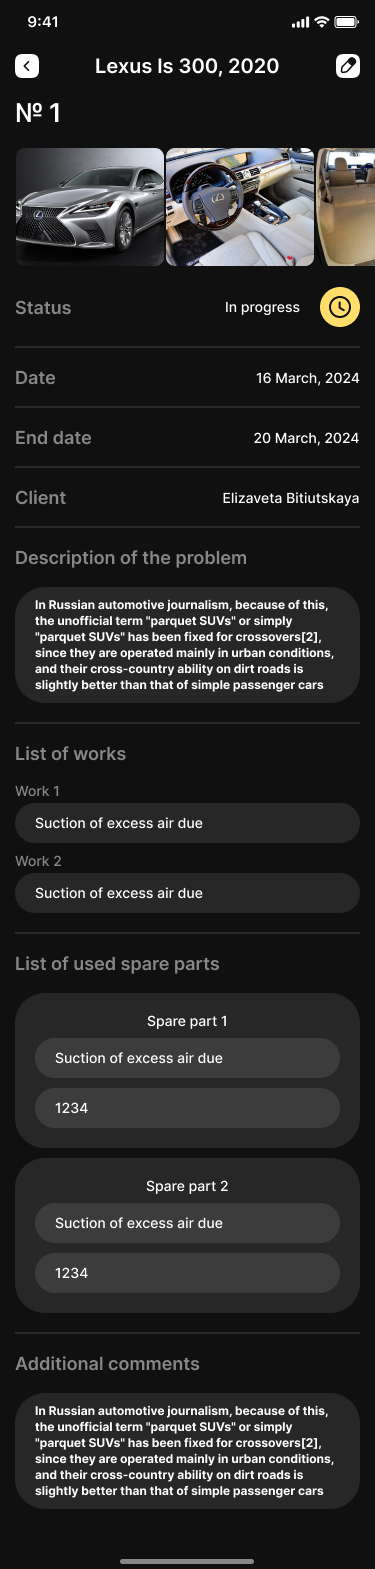 9:41
Lexus Is 300, 2020
№ 1
Status
In progress
Date
16 March, 2024
End date
20 March, 2024
Client
Elizaveta Bitiutskaya
Description of the problem
In Russian automotive journalism, because of this,
the unofficial term "parquet SUVs" or simply
"parquet SUVs" has been fixed for crossovers[2],
since they are operated mainly in urban conditions,
and their cross-country ability on dirt roads is
slightly better than that of simple passenger cars
List of works
Work 1
Suction of excess air due
Work 2
Suction of excess air due
List of used spare parts
Spare part 1
Suction of excess air due
1234
Spare part 2
Suction of excess air due
1234
Additional comments
In Russian automotive journalism, because of this,
the unofficial term "parquet SUVs" or simply
"parquet SUVs" has been fixed for crossovers[2],
since they are operated mainly in urban conditions,
and their cross-country ability on dirt roads is
slightly better than that of simple passenger cars